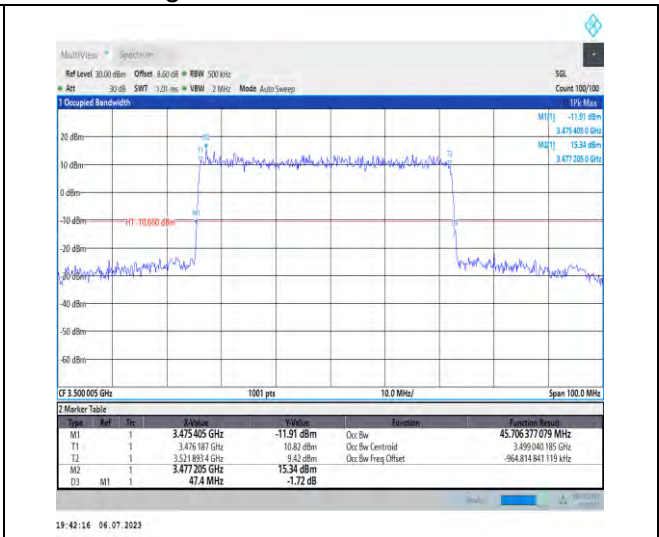 MultiView Spectrum
Ref Level 30.00 dBm Offset 8.60 dB RBW 500 kHz SGL
Att 30 dB SWT 1.01 ms VBW 2 MHz Mode Auto Sweep Count 100/100
1 Occupied Bandwidth 1Pk Max
M1[1] -11.91 dBm
3.475 405 0 GHz
M2[1] 15.34 dBm
3.477 205 0 GHz
20 dBm
M2
T1 T2
10 dBm
0 dBm
M1
-10 dBm H1 -10.660 dBm D3
-20 dBm
-30 dBm
-40 dBm
-50 dBm
-60 dBm
CF 3.500 005 GHz 1001 pts 10.0 MHz/ Span 100.0 MHz
2 Marker Table
Type Ref Trc X-Value Y-Value Function Function Result
M1 1 3.475 405 GHz -11.91 dBm Occ Bw 45.706 377 079 MHz
T1 1 3.476 187 GHz 10.82 dBm Occ Bw Centroid 3.499 040 185 GHz
T2 1 3.521 893 4 GHz 9.42 dBm Occ Bw Freq Offset -964.814 841 119 kHz
M2 1 3.477 205 GHz 15.34 dBm
D3 M1 1 47.4 MHz -1.72 dB
19:42:16 06.07.2023